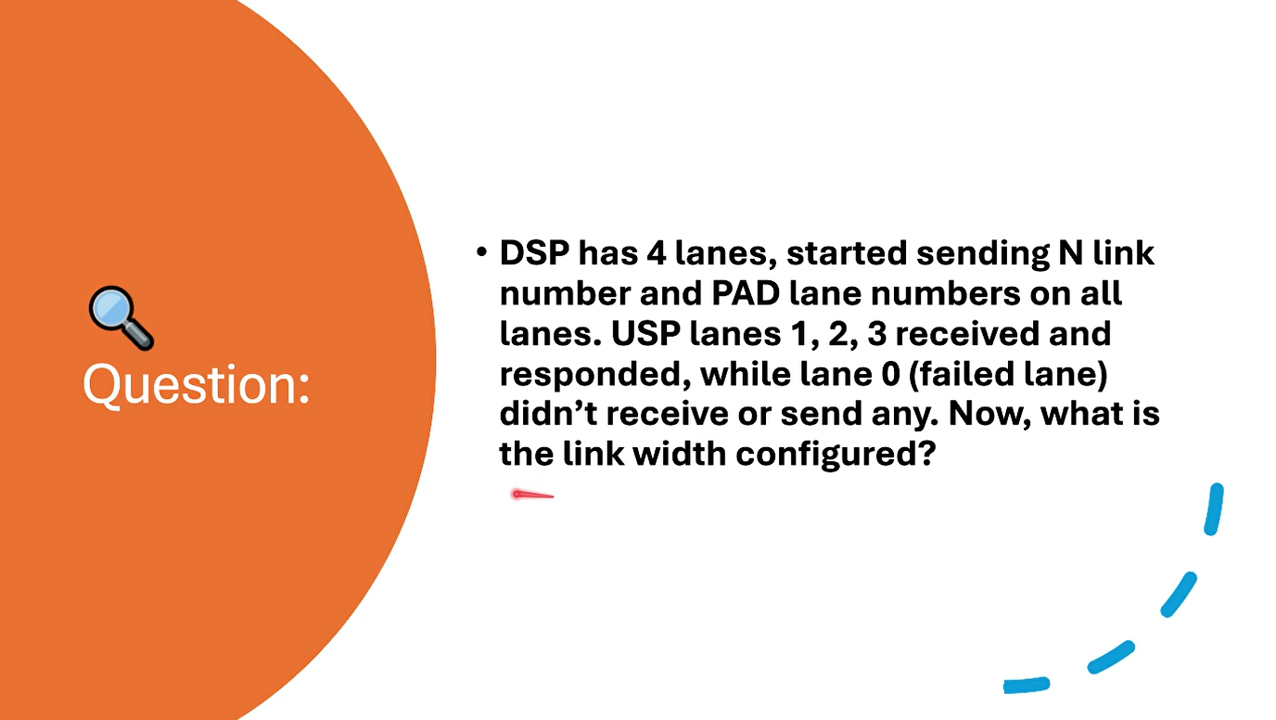 Question:
• DSP has 4 lanes, started sending N link
number and PAD lane numbers on all
lanes. USP lanes 1, 2, 3 received and
responded, while lane 0 (failed lane)
didn’t receive or send any. Now, what is
the link width configured?